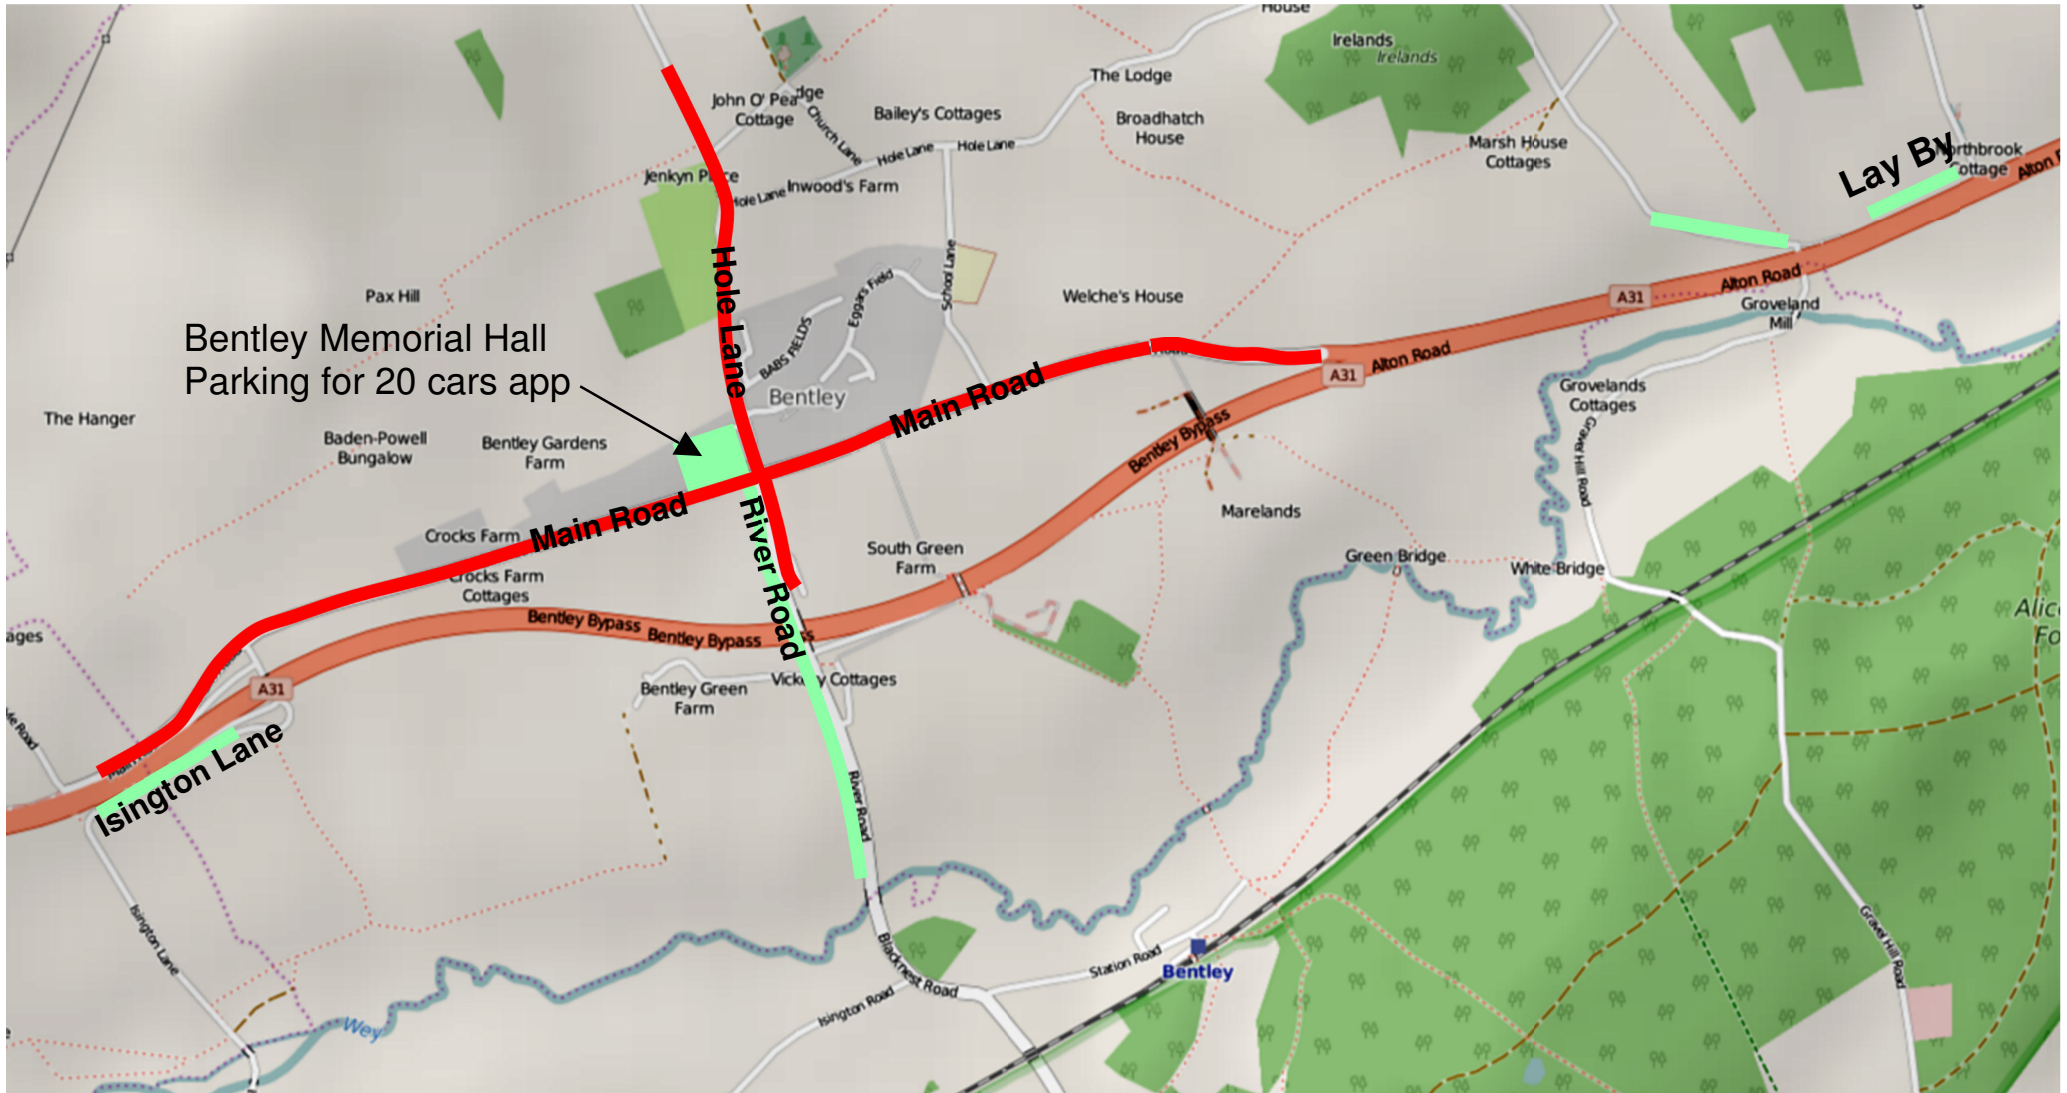 House
Irelands
Irelands
The Lodge
John O' Pea
dge
Cottage
Church Lane
Bailey's Cottages
Broadhatch
House
Marsh House
Cottages
Lay By
Northbrook
Cottage
Alton
Hole Lane
Hole Lane
Jenkyn
Inwood's Farm
Hole Lane
Hole Lane
School Lane
Eggars Field
BABS FIELDS
Bentley
Pax Hill
Welche's House
Alton Road
A31
Groveland
Mill
Bentley Memorial Hall
Parking for 20 cars app
Main Road
A31
Alton Road
Grovelands
Cottages
Gravel Hill Road
The Hanger
Baden-Powell
Bungalow
Bentley Gardens
Farm
Bentley Bypass
Marelands
Main Road
Crocks Farm
Crocks Farm
Cottages
River Road
South Green
Farm
Green Bridge
White Bridge
Alice
Fo
ages
Bentley Bypass
Bentley Bypass
A31
Bentley Green
Farm
Cottages
Isington Lane
River Road
Isington Lane
Blacknest Road
Station Road
Bentley
Isington Road
Gravel Hill Road
Wey